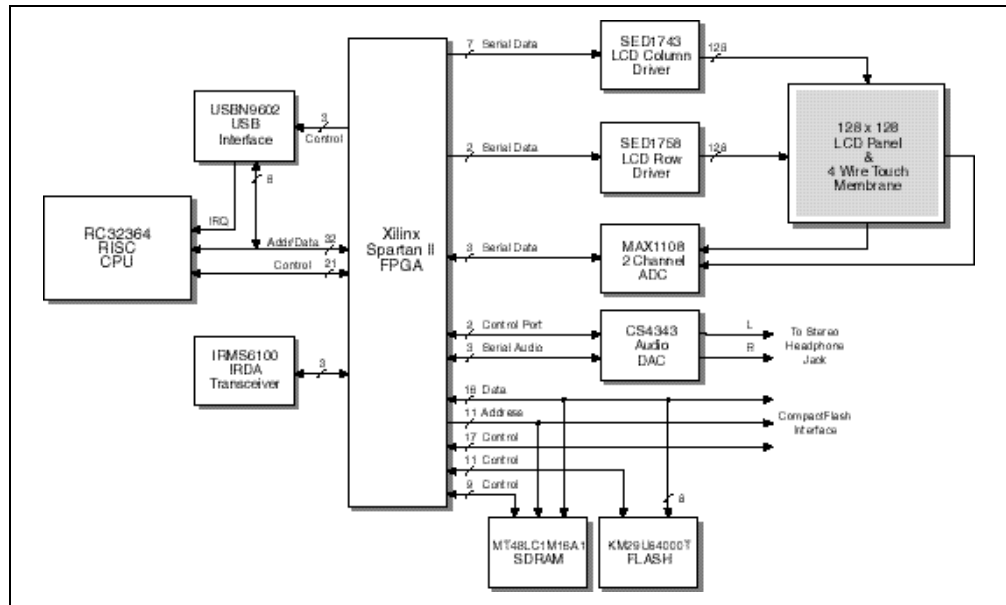 7 Serial Data
SED1743
LCD Column
Driver
128
USBN9602
USB
Interface
3
Control
8
IRQ
RC32364
RISC
CPU
Addr/Data 32
Control 21
Xilinx
Spartan II
FPGA
2 Serial Data
SED1758
LCD Row
Driver
128
128 x 128
LCD Panel
&
4 Wire Touch
Membrane
3 Serial Data
MAX1108
2 Channel
ADC
IRMS6100
IRDA
Transceiver
3
2 Control Port
3 Serial Audio
CS4343
Audio
DAC
L
R
To Stereo
Headphone
Jack
16 Data
11 Address
17 Control
11 Control
9 Control
CompactFlash
Interface
8
MT48LC1M16A1
SDRAM
KM29U64000T
FLASH